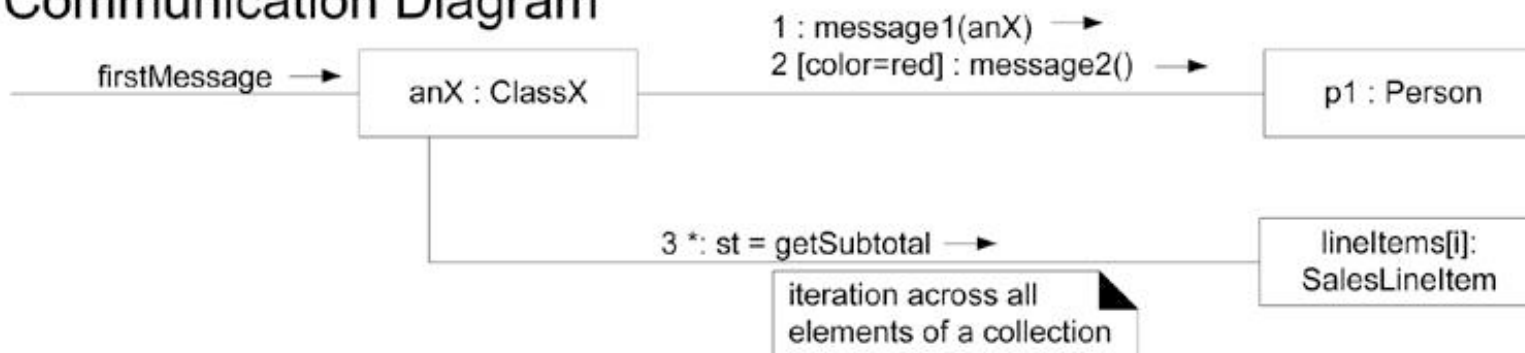 Communication Diagram
1 : message1(anX)
2 [color=red] : message2()
firstMessage
anX : ClassX
p1 : Person
3 *: st = getSubtotal
lineItems[i]:
SalesLineItem
iteration across all
elements of a collection